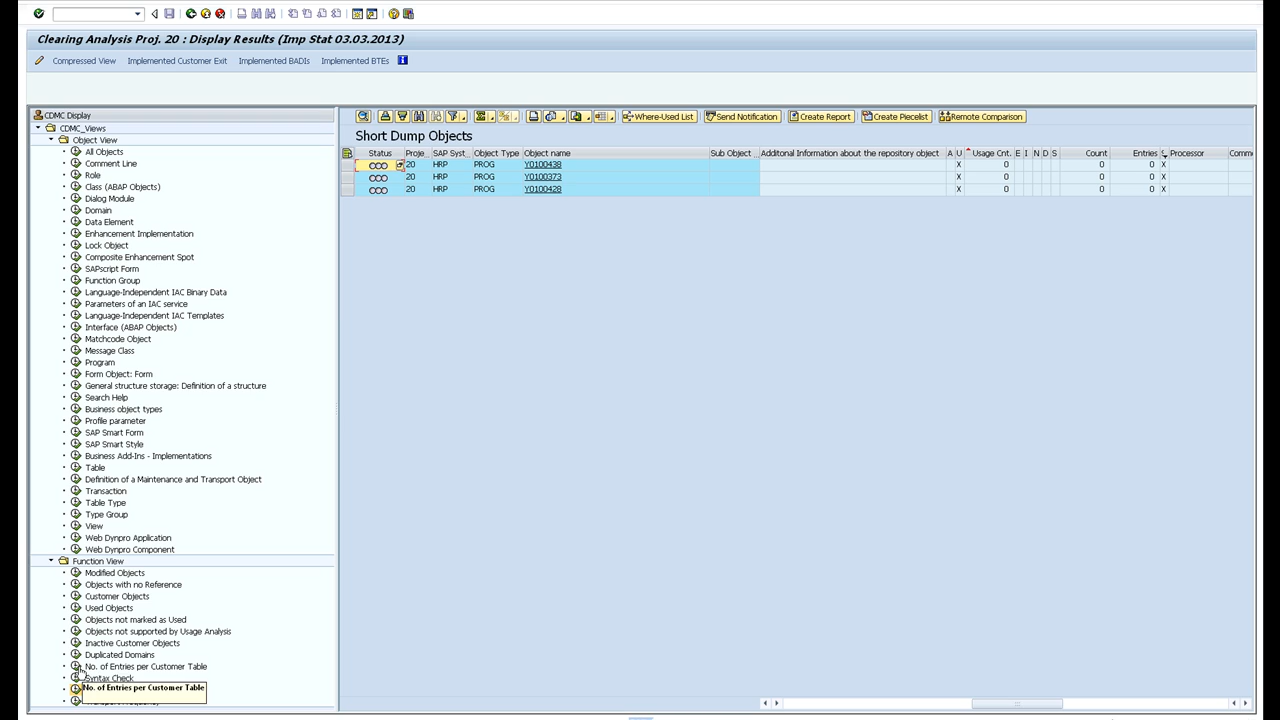 Clearing Analysis Proj. 20 : Display Results (Imp Stat 03.03.2013)
Compressed View Implemented Customer Exit Implemented BADIs Implemented BTEs
CDMC Display
CDMC_Views
Object View
All Objects
Comment Line
Role
Class (ABAP Objects)
Dialog Module
Domain
Data Element
Enhancement Implementation
Lock Object
Composite Enhancement Spot
SAPscript Form
Function Group
Language-Independent IAC Binary Data
Parameters of an IAC service
Language-Independent IAC Templates
Interface (ABAP Objects)
Matchcode Object
Message Class
Program
Form Object: Form
General structure storage: Definition of a structure
Search Help
Business object types
Profile parameter
SAP Smart Form
SAP Smart Style
Business Add-Ins - Implementations
Table
Definition of a Maintenance and Transport Object
Transaction
Table Type
Type Group
View
Web Dynpro Application
Web Dynpro Component
Function View
Modified Objects
Objects with no Reference
Customer Objects
Used Objects
Objects not marked as Used
Objects not supported by Usage Analysis
Inactive Customer Objects
Duplicated Domains
No. of Entries per Customer Table
Syntax Check
No. of Entries per Customer Table
Where-Used List Send Notification Create Report Create Piecelist Remote Comparison
Short Dump Objects
Status Proje SAP Syst Object Type Object name Sub Object Additonal Information about the repository object A U Usage Cnt. E I N D S Count Entries Processor Comme
20 HRP PROG Y0100438 X 0 0 0 X
20 HRP PROG Y0100373 X 0 0 0 X
20 HRP PROG Y0100428 X 0 0 0 X